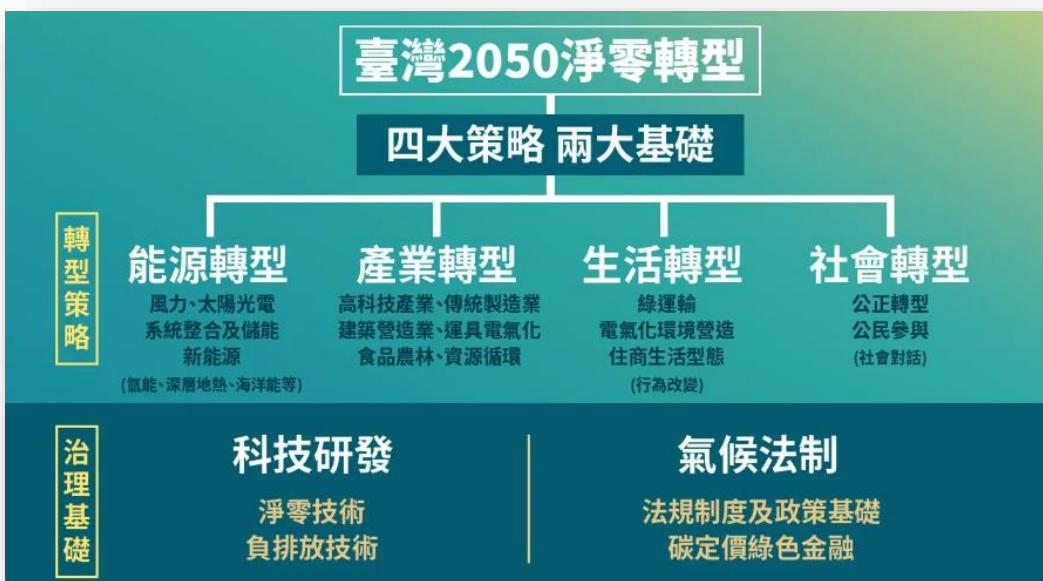 臺灣2050淨零轉型
四大策略 兩大基礎
轉型策略
能源轉型
風力、太陽光電
系統整合及儲能
新能源
(氫能、深層地熱、海洋能等)
產業轉型
高科技產業、傳統製造業
建築營造業、運具電氣化
食品農林、資源循環
生活轉型
綠運輸
電氣化環境營造
住商生活型態
(行為改變)
社會轉型
公正轉型
公民參與
(社會對話)
治理基礎
科技研發
淨零技術
負排放技術
氣候法制
法規制度及政策基礎
碳定價綠色金融